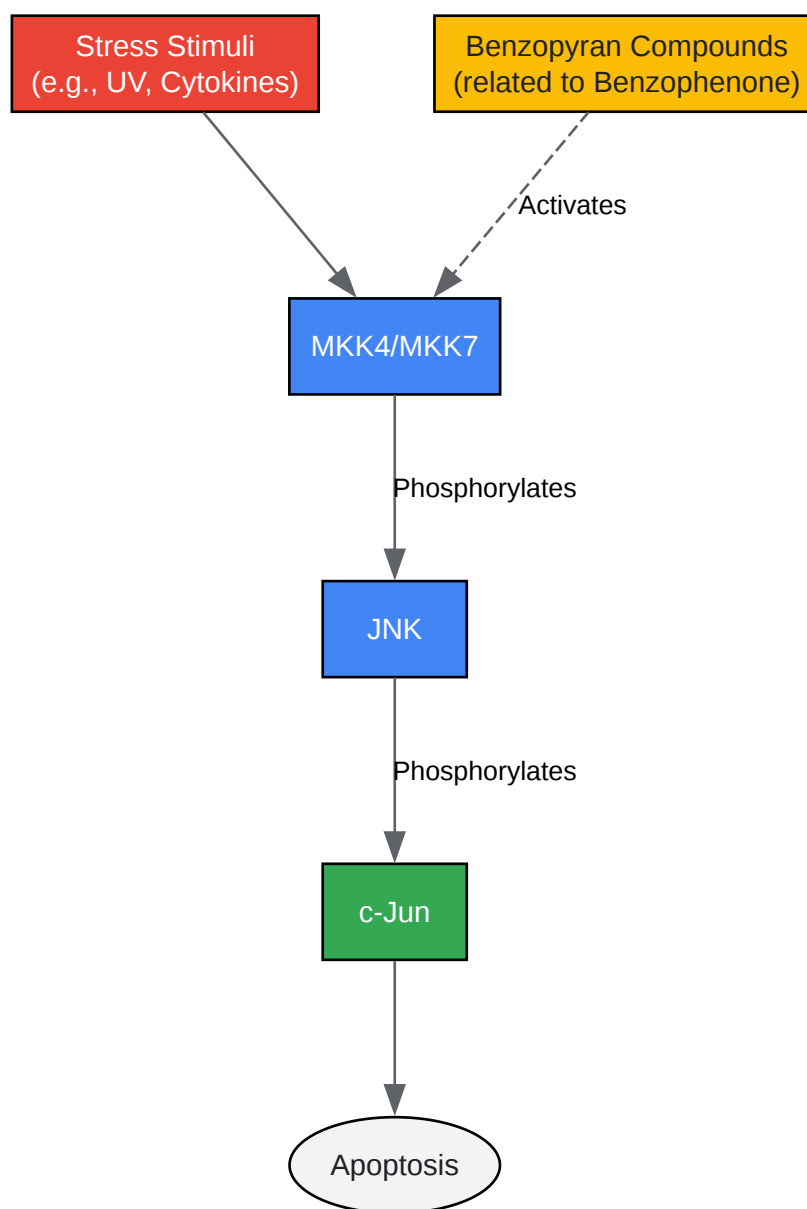 Stress Stimuli
(e.g., UV, Cytokines)
Benzopyran Compounds
(related to Benzophenone)
Activates
MKK4/MKK7
Phosphorylates
JNK
Phosphorylates
c-Jun
Apoptosis